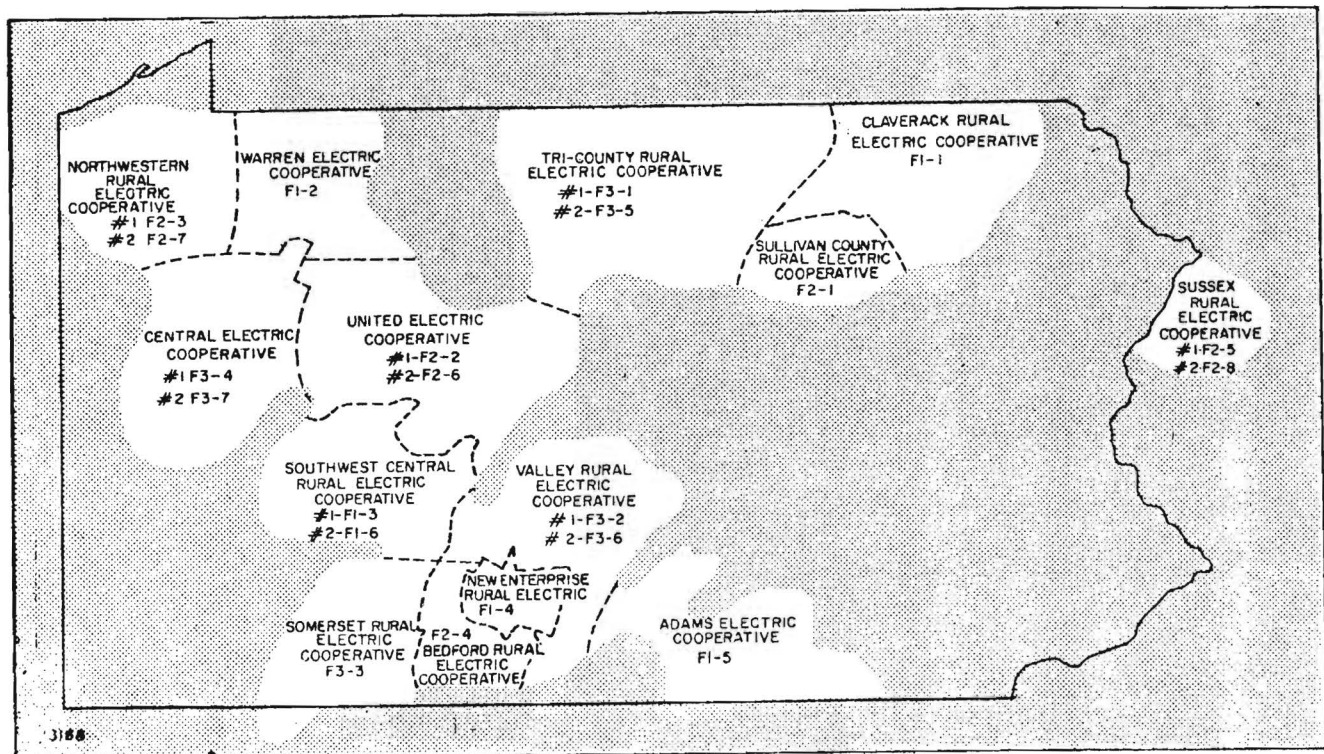 NORTHWESTERN
RURAL
ELECTRIC
COOPERATIVE
#1 F2-3
#2 F2-7
WARREN ELECTRIC
COOPERATIVE
F1-2
TRI-COUNTY RURAL
ELECTRIC COOPERATIVE
#1-F3-1
#2-F3-5
CLAVERACK RURAL
ELECTRIC COOPERATIVE
F1-1
SULLIVAN COUNTY
RURAL ELECTRIC
COOPERATIVE
F2-1
SUSSEX
RURAL
ELECTRIC
COOPERATIVE
#1-F2-5
#2-F2-8
CENTRAL ELECTRIC
COOPERATIVE
#1 F3-4
#2 F3-7
UNITED ELECTRIC
COOPERATIVE
#1-F2-2
#2-F2-6
SOUTHWEST CENTRAL
RURAL ELECTRIC
COOPERATIVE
#1-F1-3
#2-F1-6
VALLEY RURAL
ELECTRIC
COOPERATIVE
#1-F3-2
#2-F3-6
NEW ENTERPRISE
RURAL ELECTRIC
F1-4
SOMERSET RURAL
ELECTRIC
COOPERATIVE
F3-3
F2-4
BEDFORD RURAL
ELECTRIC
COOPERATIVE
ADAMS ELECTRIC
COOPERATIVE
F1-5
3188